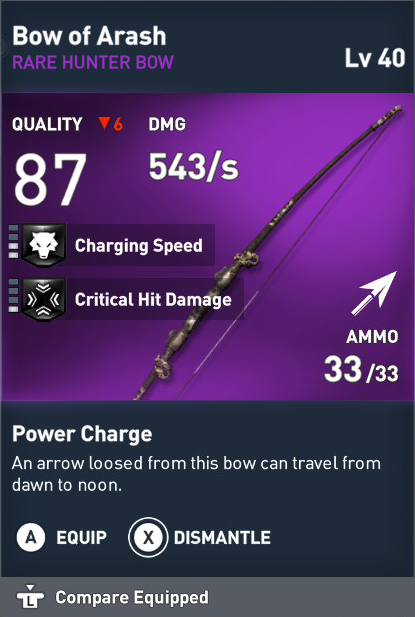 Bow of Arash
RARE HUNTER BOW
Lv 40
QUALITY ▼6 DMG
87 543/s
Charging Speed
Critical Hit Damage
AMMO
33/33
Power Charge
An arrow loosed from this bow can travel from
dawn to noon.
A EQUIP X DISMANTLE
L Compare Equipped